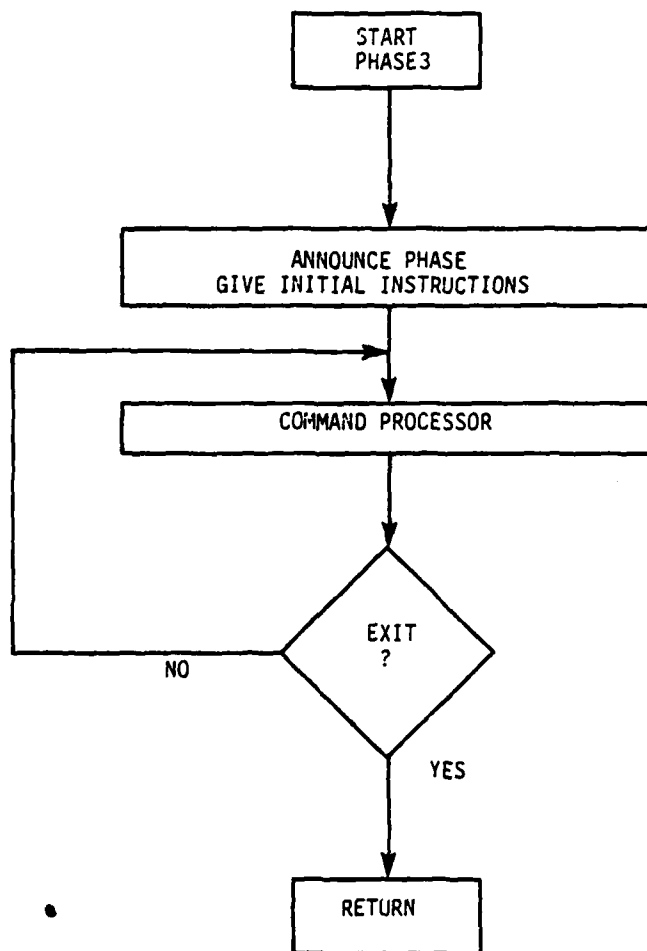 START
PHASE3
ANNOUNCE PHASE
GIVE INITIAL INSTRUCTIONS
COMMAND PROCESSOR
EXIT
?
NO
YES
RETURN